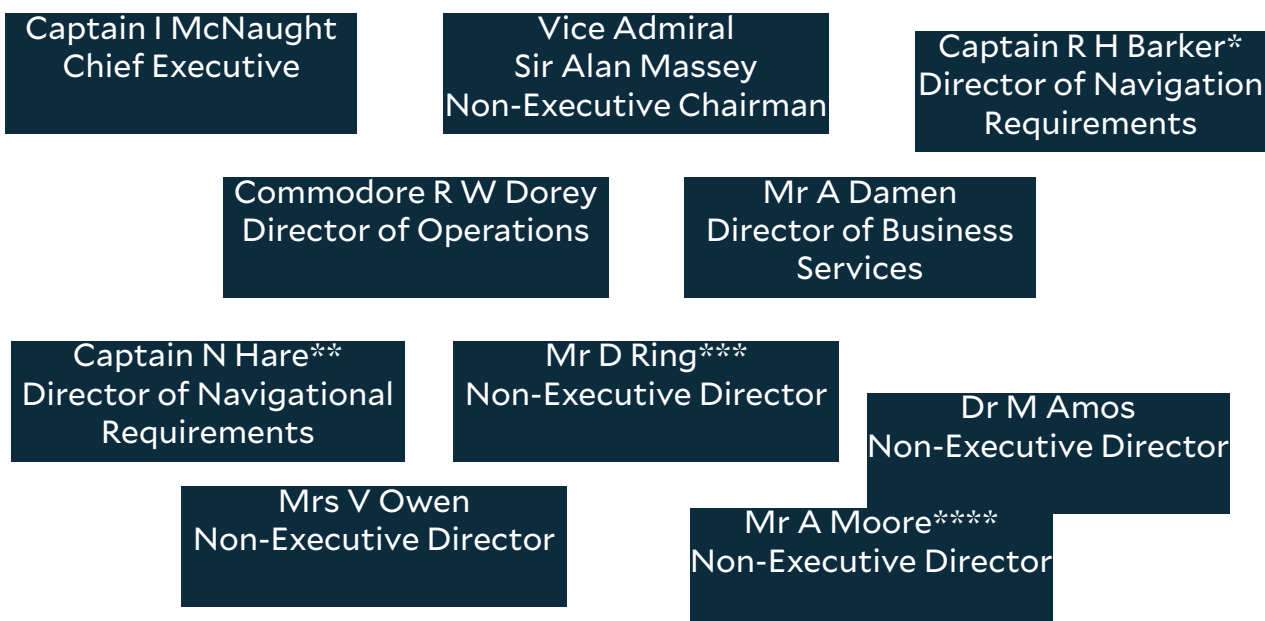 Captain I McNaught
Chief Executive
Vice Admiral
Sir Alan Massey
Non-Executive Chairman
Captain R H Barker*
Director of Navigation
Requirements
Commodore R W Dorey
Director of Operations
Mr A Damen
Director of Business
Services
Captain N Hare**
Director of Navigational
Requirements
Mr D Ring***
Non-Executive Director
Dr M Amos
Non-Executive Director
Mrs V Owen
Non-Executive Director
Mr A Moore****
Non-Executive Director